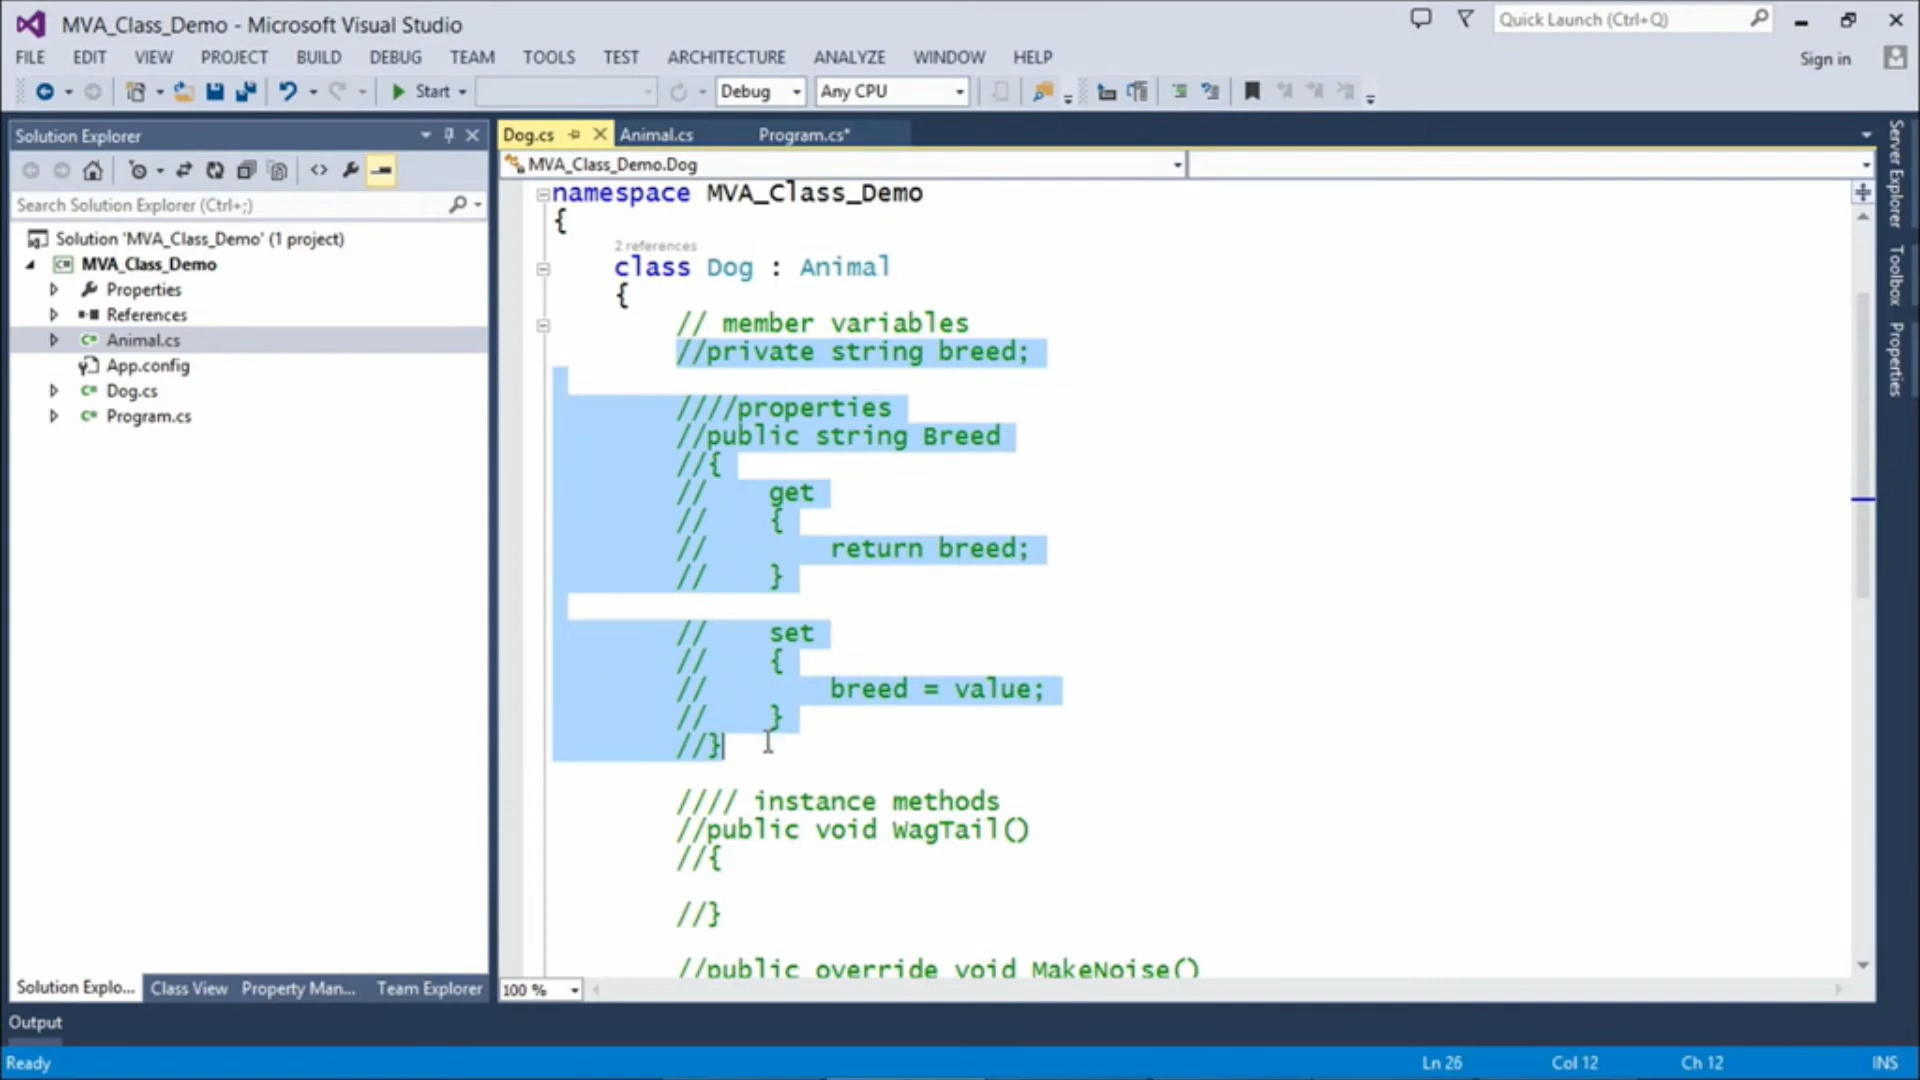 MVA_Class_Demo - Microsoft Visual Studio
Quick Launch (Ctrl+Q)
FILE EDIT VIEW PROJECT BUILD DEBUG TEAM TOOLS TEST ARCHITECTURE ANALYZE WINDOW HELP
Sign in
Start Debug Any CPU
Solution Explorer
Search Solution Explorer (Ctrl+;)
Solution 'MVA_Class_Demo' (1 project)
MVA_Class_Demo
Properties
References
Animal.cs
App.config
Dog.cs
Program.cs
Solution Explo... Class View Property Man... Team Explorer
Dog.cs Animal.cs Program.cs*
MVA_Class_Demo.Dog
namespace MVA_Class_Demo
{
2 references
class Dog : Animal
{
// member variables
//private string breed;
////properties
//public string Breed
//{
// get
// {
// return breed;
// }
// set
// {
// breed = value;
// }
//}
//// instance methods
//public void WagTail()
//{
//}
//public override void MakeNoise()
100 %
Server Explorer
Toolbox
Properties
Output
Ready
Ln 26 Col 12 Ch 12 INS